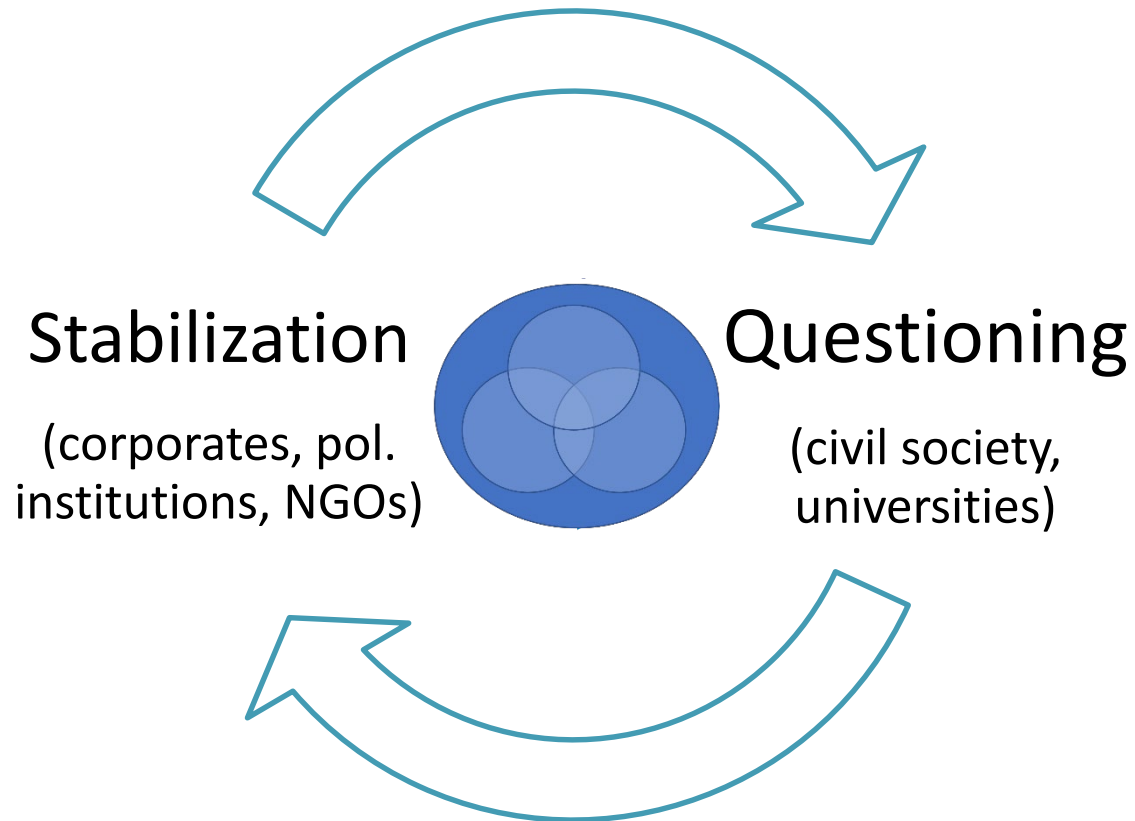 Stabilization
(corporates, pol.
institutions, NGOs)
Questioning
(civil society,
universities)